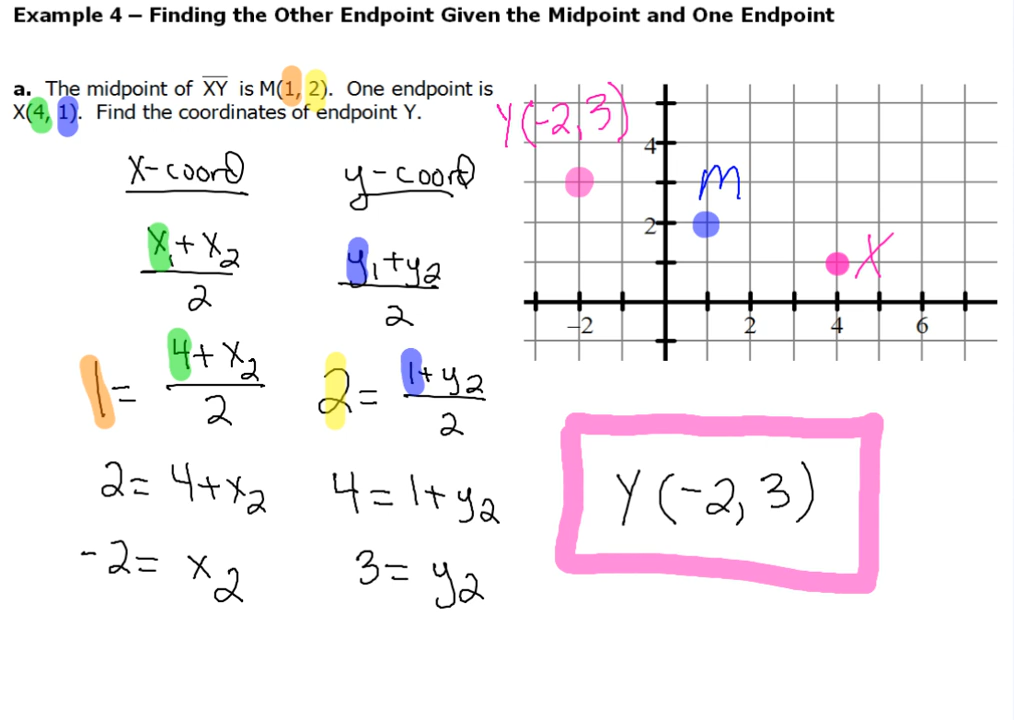 Example 4 – Finding the Other Endpoint Given the Midpoint and One Endpoint
a. The midpoint of XY is M(1, 2). One endpoint is
X(4, 1). Find the coordinates of endpoint Y.
x-coord
y-coord
x₁+x₂
2
y₁+y₂
2
1= 4+x₂
2
2= 1+y₂
2
2=4+x₂
4=1+y₂
-2= x₂
3= y₂
Y(-2,3)
4
M
2
X
–2 2 4 6
Y(-2,3)